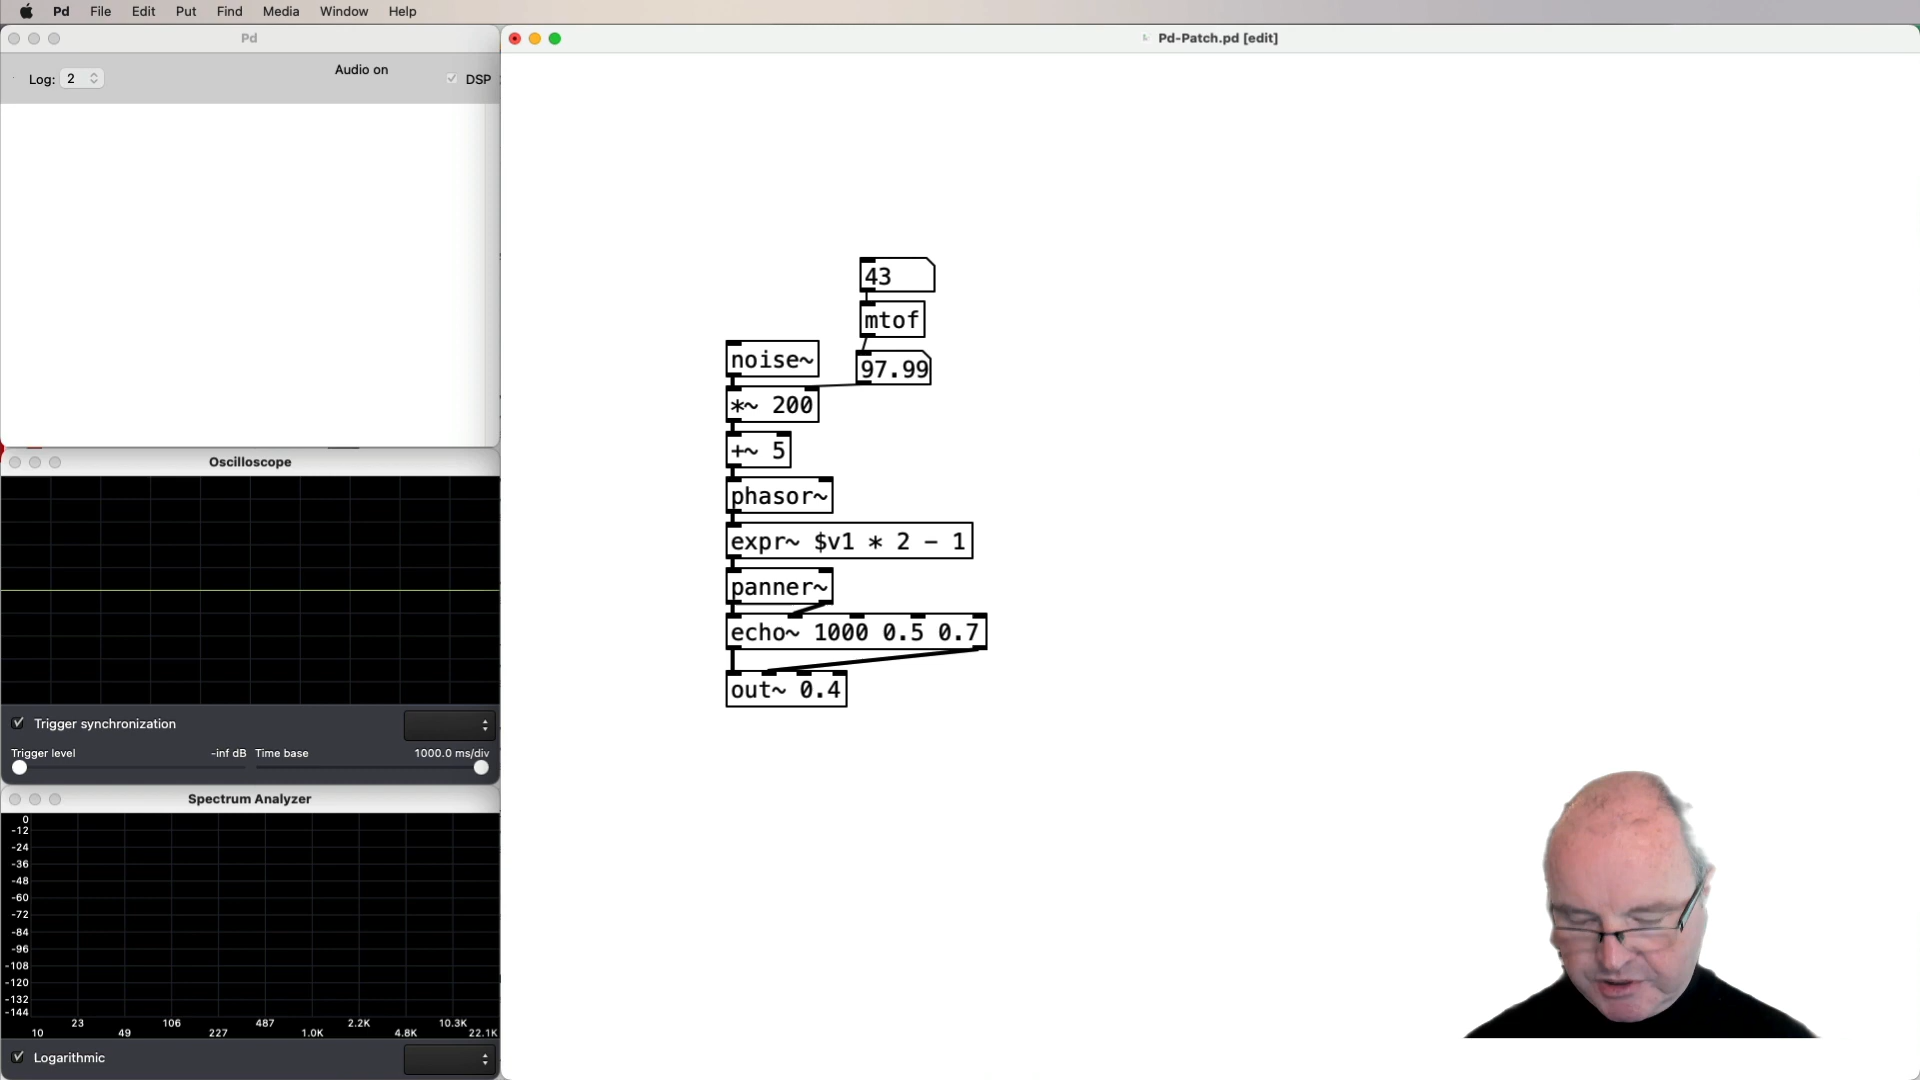 Pd File Edit Put Find Media Window Help
Pd
Audio on
Log: 2
DSP
Oscilloscope
Trigger synchronization
Trigger level -inf dB Time base 1000.0 ms/div
Spectrum Analyzer
0
-12
-24
-36
-48
-60
-72
-84
-96
-108
-120
-132
-144
10 23 49 106 227 487 1.0K 2.2K 4.8K 10.3K 22.1K
Logarithmic
Pd-Patch.pd [edit]
43
mtof
97.99
noise~
*~ 200
+~ 5
phasor~
expr~ $v1 * 2 - 1
panner~
echo~ 1000 0.5 0.7
out~ 0.4